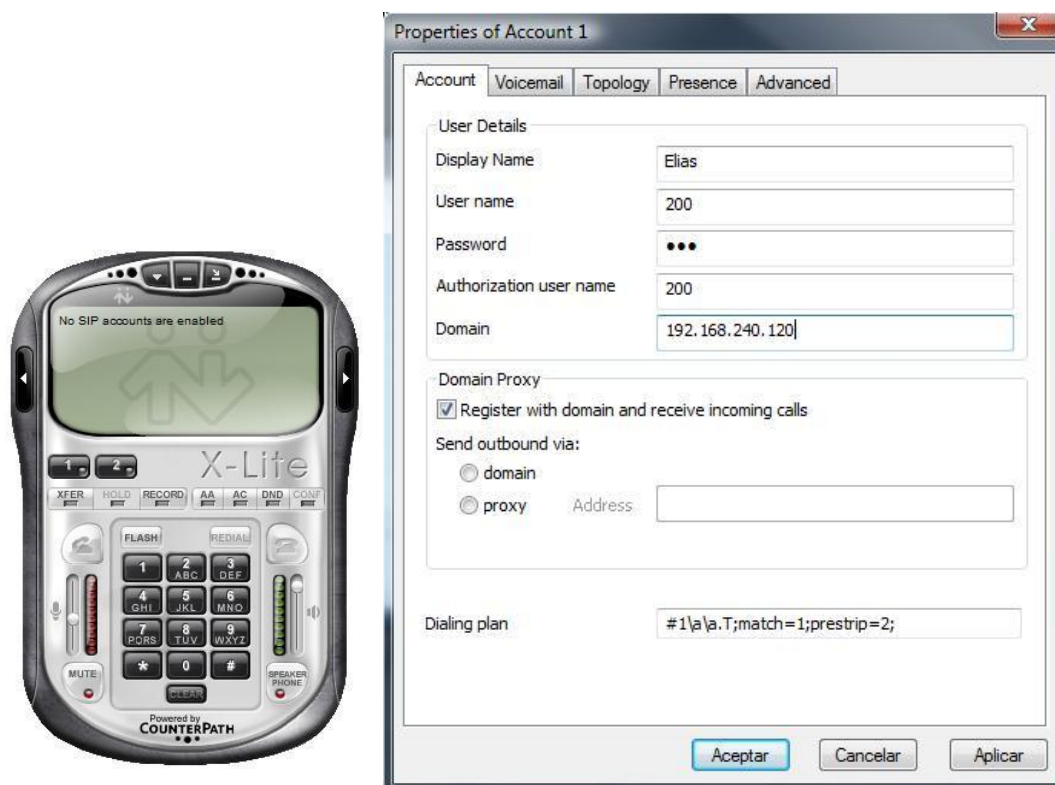 No SIP accounts are enabled
1 2
X-Lite
XFER HOLD RECORD AA AC DND CONF
FLASH REDIAL
1 2 ABC 3 DEF
4 GHI 5 JKL 6 MNO
7 PQRS 8 TUV 9 WXYZ
* 0 #
MUTE
SPEAKER
PHONE
CLEAR
Powered by
COUNTERPATH
Properties of Account 1
Account Voicemail Topology Presence Advanced
User Details
Display Name Elias
User name 200
Password •••
Authorization user name 200
Domain 192.168.240.120
Domain Proxy
Register with domain and receive incoming calls
Send outbound via:
domain
proxy Address
Dialing plan #1\a\a.T;match=1;prestrip=2;
Aceptar Cancelar Aplicar